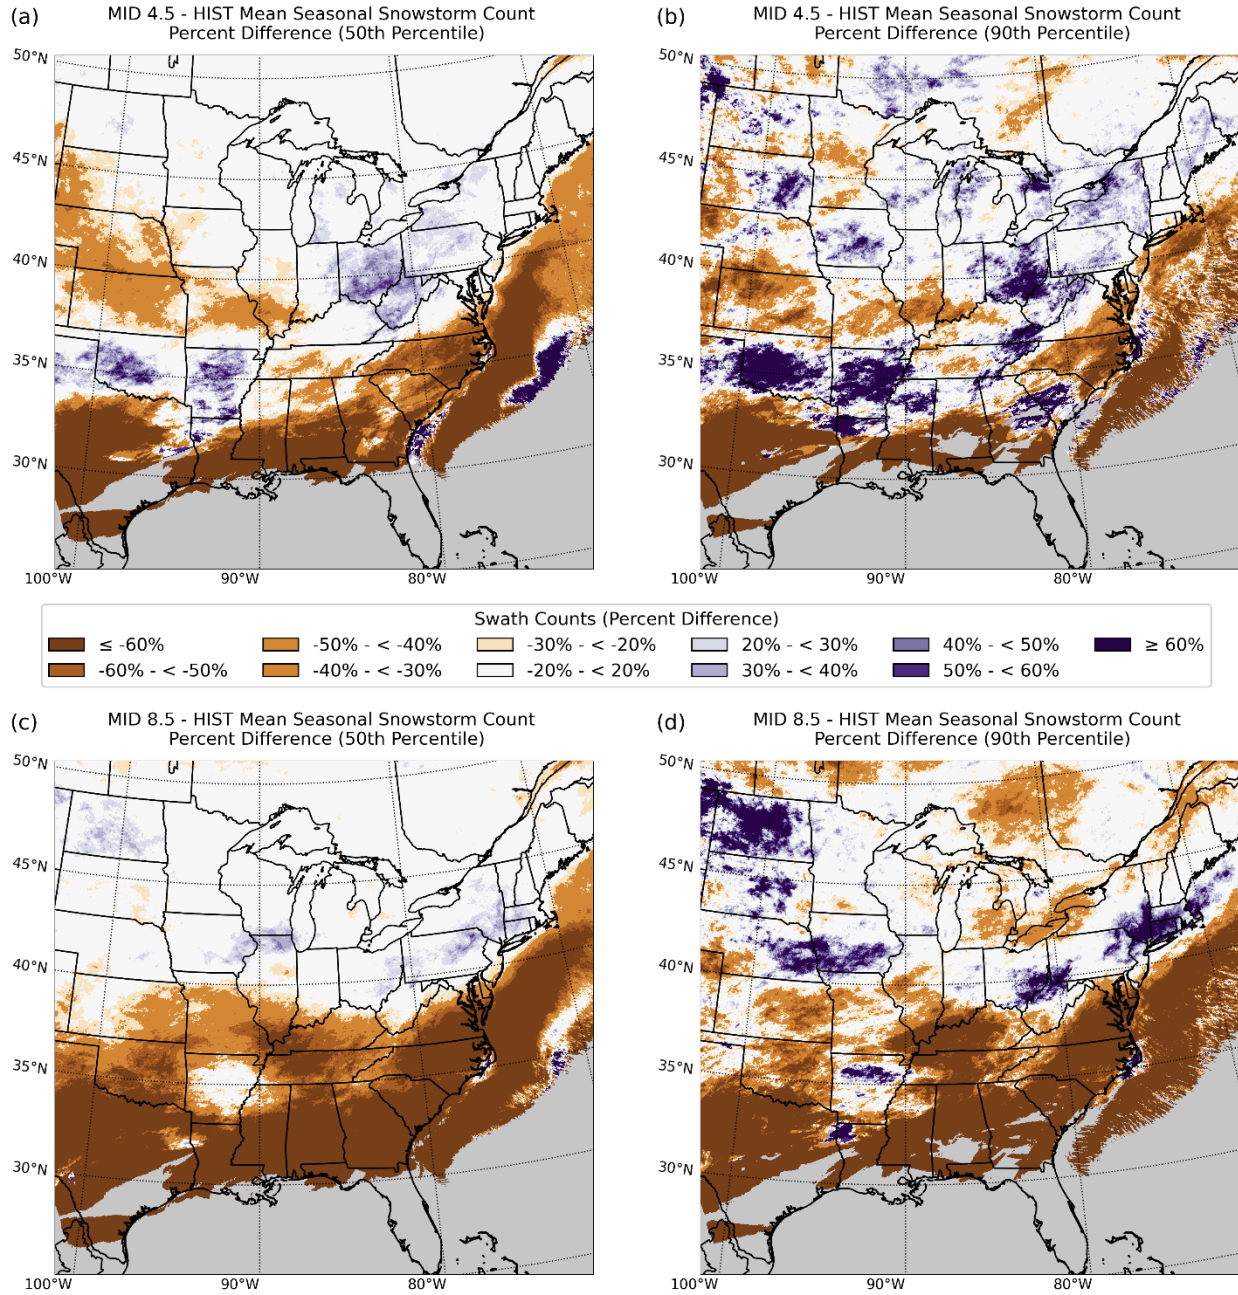 (a)
MID 4.5 - HIST Mean Seasonal Snowstorm Count
Percent Difference (50th Percentile)
50°N
45°N
40°N
35°N
30°N
100°W
90°W
80°W
(b)
MID 4.5 - HIST Mean Seasonal Snowstorm Count
Percent Difference (90th Percentile)
50°N
45°N
40°N
35°N
30°N
100°W
90°W
80°W
Swath Counts (Percent Difference)
≤ -60%
-50% - < -40%
-30% - < -20%
20% - < 30%
40% - < 50%
≥ 60%
-60% - < -50%
-40% - < -30%
-20% - < 20%
30% - < 40%
50% - < 60%
(c)
MID 8.5 - HIST Mean Seasonal Snowstorm Count
Percent Difference (50th Percentile)
50°N
45°N
40°N
35°N
30°N
100°W
90°W
80°W
(d)
MID 8.5 - HIST Mean Seasonal Snowstorm Count
Percent Difference (90th Percentile)
50°N
45°N
40°N
35°N
30°N
100°W
90°W
80°W